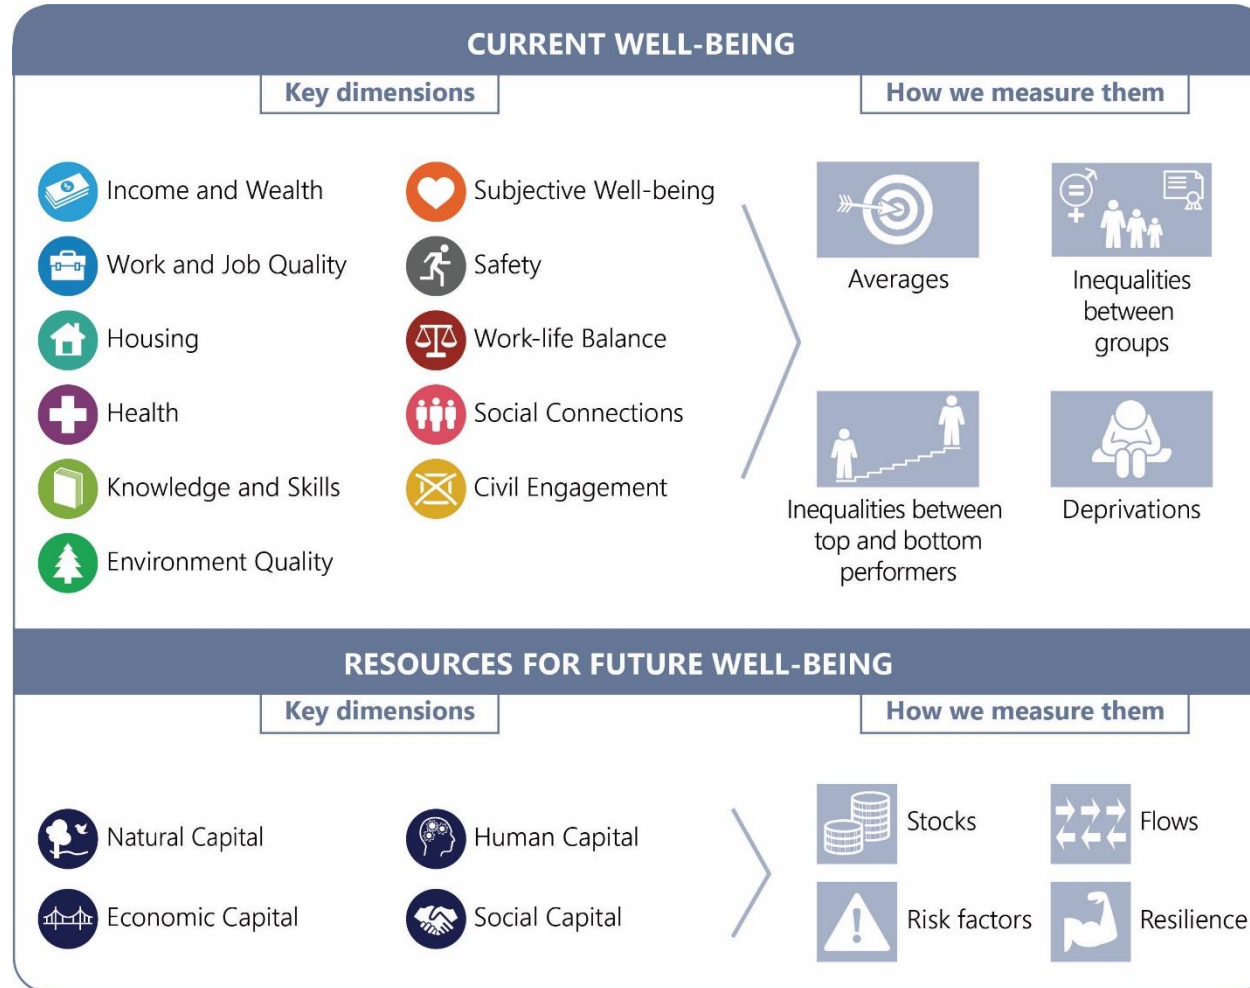 CURRENT WELL-BEING
Key dimensions
How we measure them
Income and Wealth
Work and Job Quality
Housing
Health
Knowledge and Skills
Environment Quality
Subjective Well-being
Safety
Work-life Balance
Social Connections
Civil Engagement
Averages
Inequalities
between
groups
Inequalities between
top and bottom
performers
Deprivations
RESOURCES FOR FUTURE WELL-BEING
Key dimensions
How we measure them
Natural Capital
Economic Capital
Human Capital
Social Capital
Stocks
Flows
Risk factors
Resilience